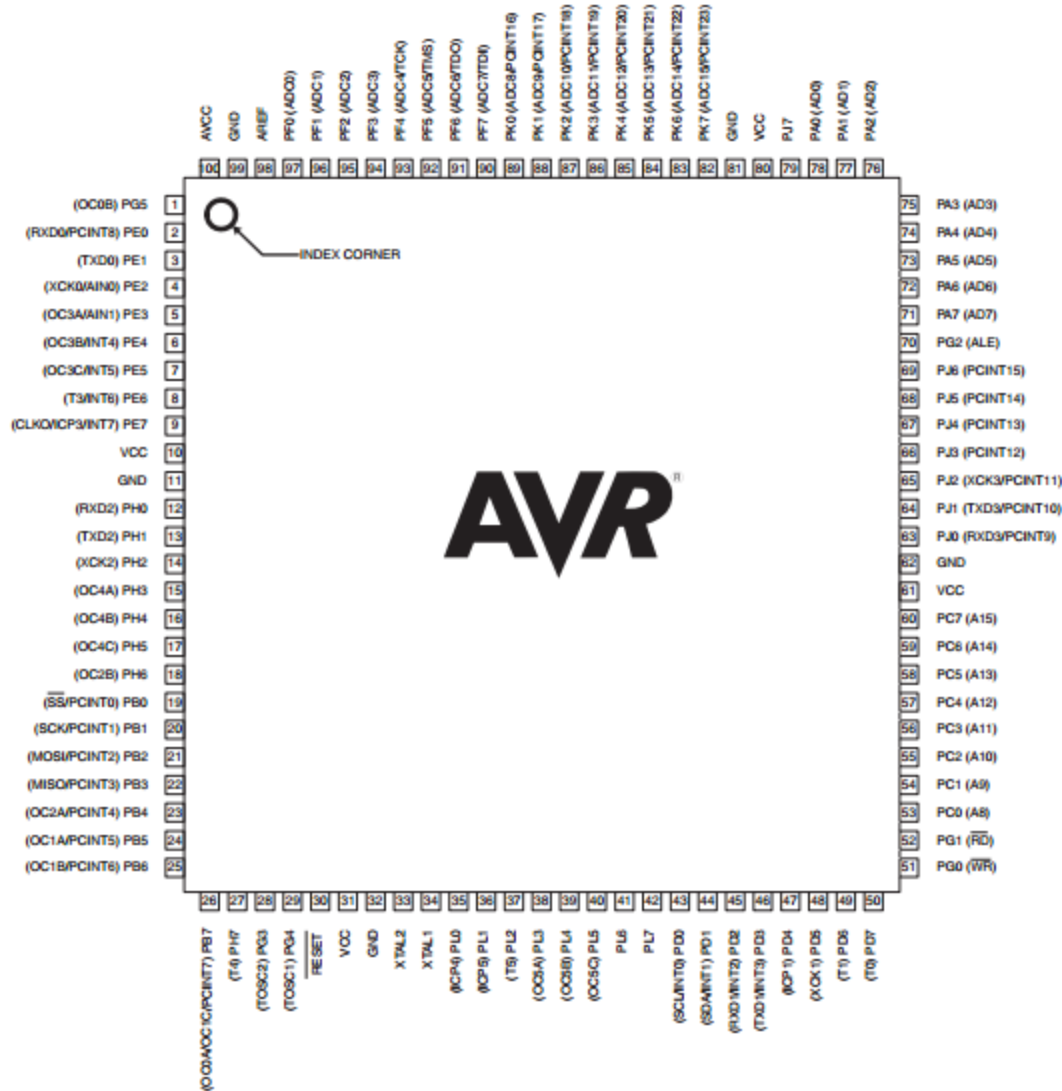 AVCC
GND
AREF
PF0 (ADC0)
PF1 (ADC1)
PF2 (ADC2)
PF3 (ADC3)
PF4 (ADC4/TCK)
PF5 (ADC5/TMS)
PF6 (ADC6/TDO)
PF7 (ADC7/TDI)
PK0 (ADC8/PCINT16)
PK1 (ADC9/PCINT17)
PK2 (ADC10/PCINT18)
PK3 (ADC11/PCINT19)
PK4 (ADC12/PCINT20)
PK5 (ADC13/PCINT21)
PK6 (ADC14/PCINT22)
PK7 (ADC15/PCINT23)
GND
VCC
PJ7
PA0 (AD0)
PA1 (AD1)
PA2 (AD2)
100 99 98 97 96 95 94 93 92 91 90 89 88 87 86 85 84 83 82 81 80 79 78 77 76
(OC0B) PG5 1
(RXD0/PCINT8) PE0 2
(TXD0) PE1 3
(XCK0/AIN0) PE2 4
(OC3A/AIN1) PE3 5
(OC3B/INT4) PE4 6
(OC3C/INT5) PE5 7
(T3/INT6) PE6 8
(CLKO/ICP3/INT7) PE7 9
VCC 10
GND 11
(RXD2) PH0 12
(TXD2) PH1 13
(XCK2) PH2 14
(OC4A) PH3 15
(OC4B) PH4 16
(OC4C) PH5 17
(OC2B) PH6 18
(SS/PCINT0) PB0 19
(SCK/PCINT1) PB1 20
(MOSI/PCINT2) PB2 21
(MISO/PCINT3) PB3 22
(OC2A/PCINT4) PB4 23
(OC1A/PCINT5) PB5 24
(OC1B/PCINT6) PB6 25
INDEX CORNER
AVR®
75 PA3 (AD3)
74 PA4 (AD4)
73 PA5 (AD5)
72 PA6 (AD6)
71 PA7 (AD7)
70 PG2 (ALE)
69 PJ6 (PCINT15)
68 PJ5 (PCINT14)
67 PJ4 (PCINT13)
66 PJ3 (PCINT12)
65 PJ2 (XCK3/PCINT11)
64 PJ1 (TXD3/PCINT10)
63 PJ0 (RXD3/PCINT9)
62 GND
61 VCC
60 PC7 (A15)
59 PC6 (A14)
58 PC5 (A13)
57 PC4 (A12)
56 PC3 (A11)
55 PC2 (A10)
54 PC1 (A9)
53 PC0 (A8)
52 PG1 (RD)
51 PG0 (WR)
26 27 28 29 30 31 32 33 34 35 36 37 38 39 40 41 42 43 44 45 46 47 48 49 50
(OC0A/OC1C/PCINT7) PB7
(T4) PH7
(TOSC2) PG3
(TOSC1) PG4
RESET
VCC
GND
XTAL2
XTAL1
(ICP4) PL0
(ICP5) PL1
(T5) PL2
(OC5A) PL3
(OC5B) PL4
(OC5C) PL5
PL6
PL7
(SCL/INT0) PD0
(SDA/INT1) PD1
(RXD1/INT2) PD2
(TXD1/INT3) PD3
(ICP1) PD4
(XCK1) PD5
(T1) PD6
(T0) PD7